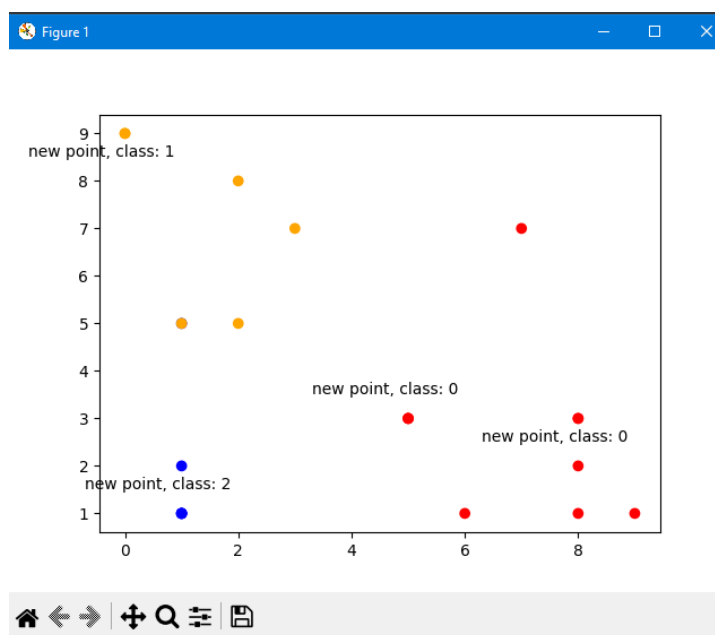 Figure 1
9
new point, class: 1
8
7
6
5
4
new point, class: 0
3
new point, class: 0
2
new point, class: 2
1
0 2 4 6 8